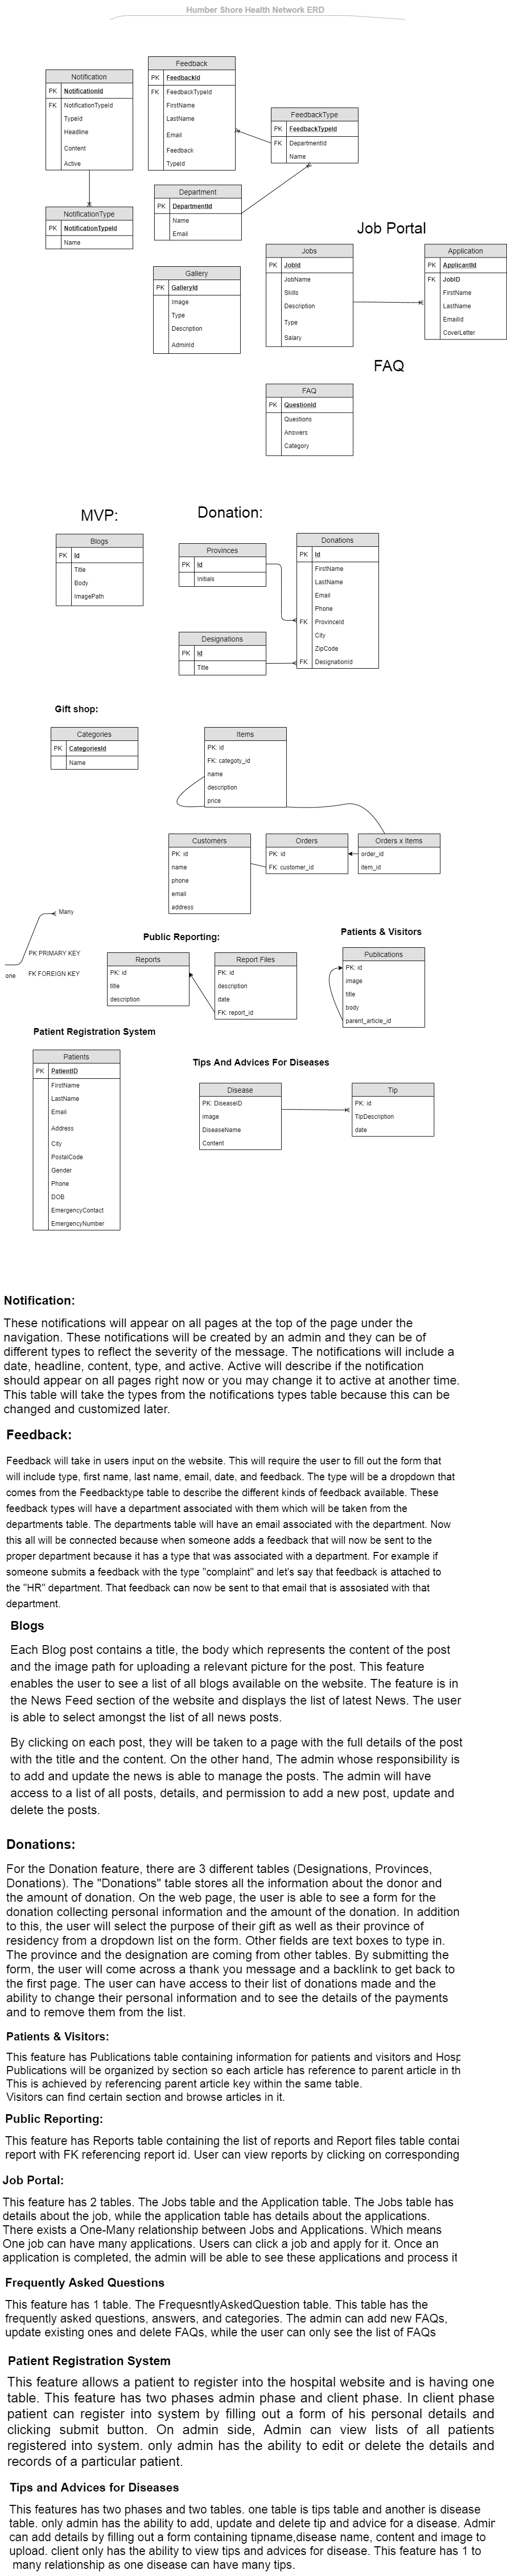 Humber Shore Health Network ERD
Notification
PK NotificationId
FK NotificationTypeId
TypeId
Headline
Content
Active
Feedback
PK FeedbackId
FK FeedbackTypeId
FirstName
LastName
Email
Feedback
TypeId
FeedbackType
PK FeedbackTypeId
FK DepartmentId
Name
NotificationType
PK NotificationTypeId
Name
Department
PK DepartmentId
Name
Email
Job Portal
Gallery
PK GalleryId
Image
Type
Description
AdminId
Jobs
PK JobId
JobName
Skills
Description
Type
Salary
Application
PK ApplicantId
FK JobID
FirstName
LastName
EmailId
CoverLetter
FAQ
FAQ
PK QuestionId
Questions
Answers
Category
MVP:
Donation:
Blogs
PK Id
Title
Body
ImagePath
Provinces
PK Id
Initials
Donations
PK Id
FirstName
LastName
Email
Phone
FK ProvinceId
City
ZipCode
FK DesignationId
Designations
PK Id
Title
Gift shop:
Categories
PK CategoriesId
Name
Items
PK: id
FK: categoty_id
name
description
price
Customers
PK: id
name
phone
email
address
Orders
PK: id
FK: customer_id
Orders x Items
order_id
item_id
Many
one
PK PRIMARY KEY
FK FOREIGN KEY
Public Reporting:
Reports
PK: id
title
description
Report Files
PK: id
description
date
FK: report_id
Patients & Visitors
Publications
PK: id
image
title
body
parent_article_id
Patient Registration System
Patients
PK PatientID
FirstName
LastName
Email
Address
City
PostalCode
Gender
Phone
DOB
EmergencyContact
EmergencyNumber
Tips And Advices For Diseases
Disease
PK: DiseaseID
image
DiseaseName
Content
Tip
PK: id
TipDescription
date
Notification:
These notifications will appear on all pages at the top of the page under the
navigation. These notifications will be created by an admin and they can be of
different types to reflect the severity of the message. The notifications will include a
date, headline, content, type, and active. Active will describe if the notification
should appear on all pages right now or you may change it to active at another time.
This table will take the types from the notifications types table because this can be
changed and customized later.
Feedback:
Feedback will take in users input on the website. This will require the user to fill out the form that
will include type, first name, last name, email, date, and feedback. The type will be a dropdown that
comes from the Feedbacktype table to describe the different kinds of feedback available. These
feedback types will have a department associated with them which will be taken from the
departments table. The departments table will have an email associated with the department. Now
this all will be connected because when someone adds a feedback that will now be sent to the
proper department because it has a type that was associated with a department. For example if
someone submits a feedback with the type "complaint" and let's say that feedback is attached to
the "HR" department. That feedback can now be sent to that email that is assosiated with that
department.
Blogs
Each Blog post contains a title, the body which represents the content of the post
and the image path for uploading a relevant picture for the post. This feature
enables the user to see a list of all blogs available on the website. The feature is in
the News Feed section of the website and displays the list of latest News. The user
is able to select amongst the list of all news posts.
By clicking on each post, they will be taken to a page with the full details of the post
with the title and the content. On the other hand, The admin whose responsibility is
to add and update the news is able to manage the posts. The admin will have
access to a list of all posts, details, and permission to add a new post, update and
delete the posts.
Donations:
For the Donation feature, there are 3 different tables (Designations, Provinces,
Donations). The "Donations" table stores all the information about the donor and
the amount of donation. On the web page, the user is able to see a form for the
donation collecting personal information and the amount of the donation. In addition
to this, the user will select the purpose of their gift as well as their province of
residency from a dropdown list on the form. Other fields are text boxes to type in.
The province and the designation are coming from other tables. By submitting the
form, the user will come across a thank you message and a backlink to get back to
the first page. The user can have access to their list of donations made and the
ability to change their personal information and to see the details of the payments
and to remove them from the list.
Patients & Visitors:
This feature has Publications table containing information for patients and visitors and Hosp
Publications will be organized by section so each article has reference to parent article in th
This is achieved by referencing parent article key within the same table.
Visitors can find certain section and browse articles in it.
Public Reporting:
This feature has Reports table containing the list of reports and Report files table contai
report with FK referencing report id. User can view reports by clicking on corresponding
Job Portal:
This feature has 2 tables. The Jobs table and the Application table. The Jobs table has
details about the job, while the application table has details about the applications.
There exists a One-Many relationship between Jobs and Applications. Which means
One job can have many applications. Users can click a job and apply for it. Once an
application is completed, the admin will be able to see these applications and process it
Frequently Asked Questions
This feature has 1 table. The FrequesntlyAskedQuestion table. This table has the
frequently asked questions, answers, and categories. The admin can add new FAQs,
update existing ones and delete FAQs, while the user can only see the list of FAQs
Patient Registration System
This feature allows a patient to register into the hospital website and is having one
table. This feature has two phases admin phase and client phase. In client phase
patient can register into system by filling out a form of his personal details and
clicking submit button. On admin side, Admin can view lists of all patients
registered into system. only admin has the ability to edit or delete the details and
records of a particular patient.
Tips and Advices for Diseases
This features has two phases and two tables. one table is tips table and another is disease
table. only admin has the ability to add, update and delete tip and advice for a disease. Admin
can add details by filling out a form containing tipname,disease name, content and image to
upload. client only has the ability to view tips and advices for disease. This feature has 1 to
many relationship as one disease can have many tips.